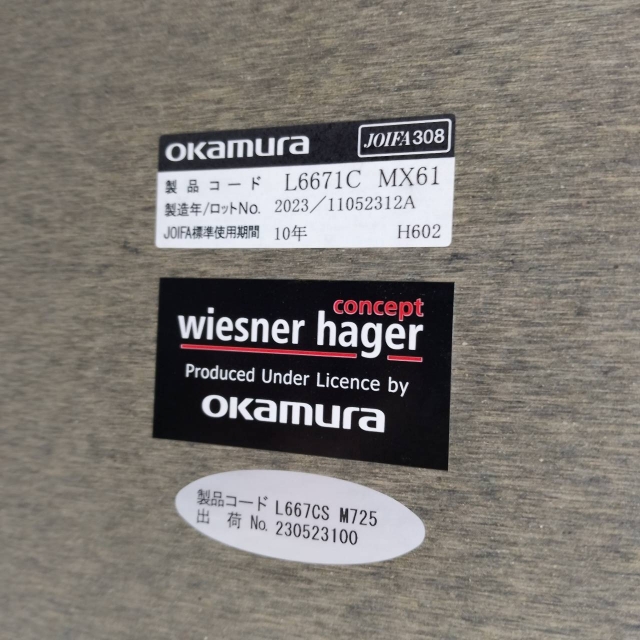 okamura JOIFA308
製品コード L6671C MX61
製造年/ロットNo. 2023/11052312A
JOIFA標準使用期間 10年 H602
concept
wiesner hager
Produced Under Licence by
okamura
製品コード L667CS M725
出荷 No. 230523100